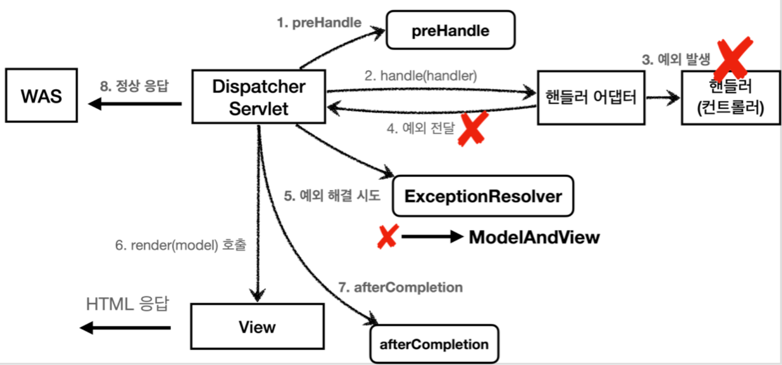 1. preHandle
preHandle
3. 예외 발생
WAS
8. 정상 응답
Dispatcher
Servlet
2. handle(handler)
4. 예외 전달
핸들러 어댑터
핸들러
(컨트롤러)
5. 예외 해결 시도
ExceptionResolver
ModelAndView
6. render(model) 호출
7. afterCompletion
HTML 응답
View
afterCompletion